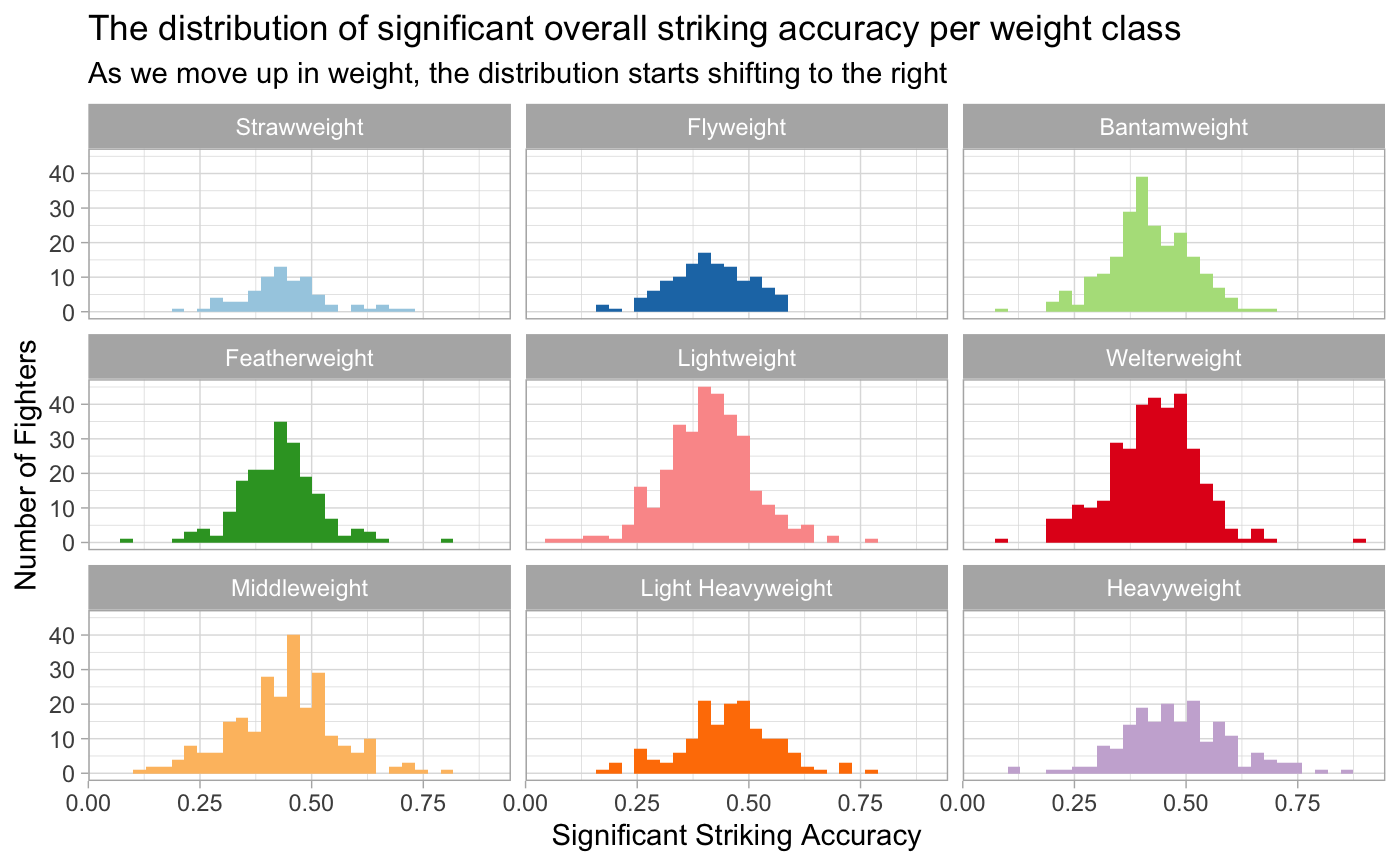 The distribution of significant overall striking accuracy per weight class
As we move up in weight, the distribution starts shifting to the right
Strawweight Flyweight Bantamweight
40
30
20
10
0
Featherweight Lightweight Welterweight
40
30
20
10
0
Middleweight Light Heavyweight Heavyweight
40
30
20
10
0
0.00 0.25 0.50 0.75 0.00 0.25 0.50 0.75 0.00 0.25 0.50 0.75
Significant Striking Accuracy
Number of Fighters